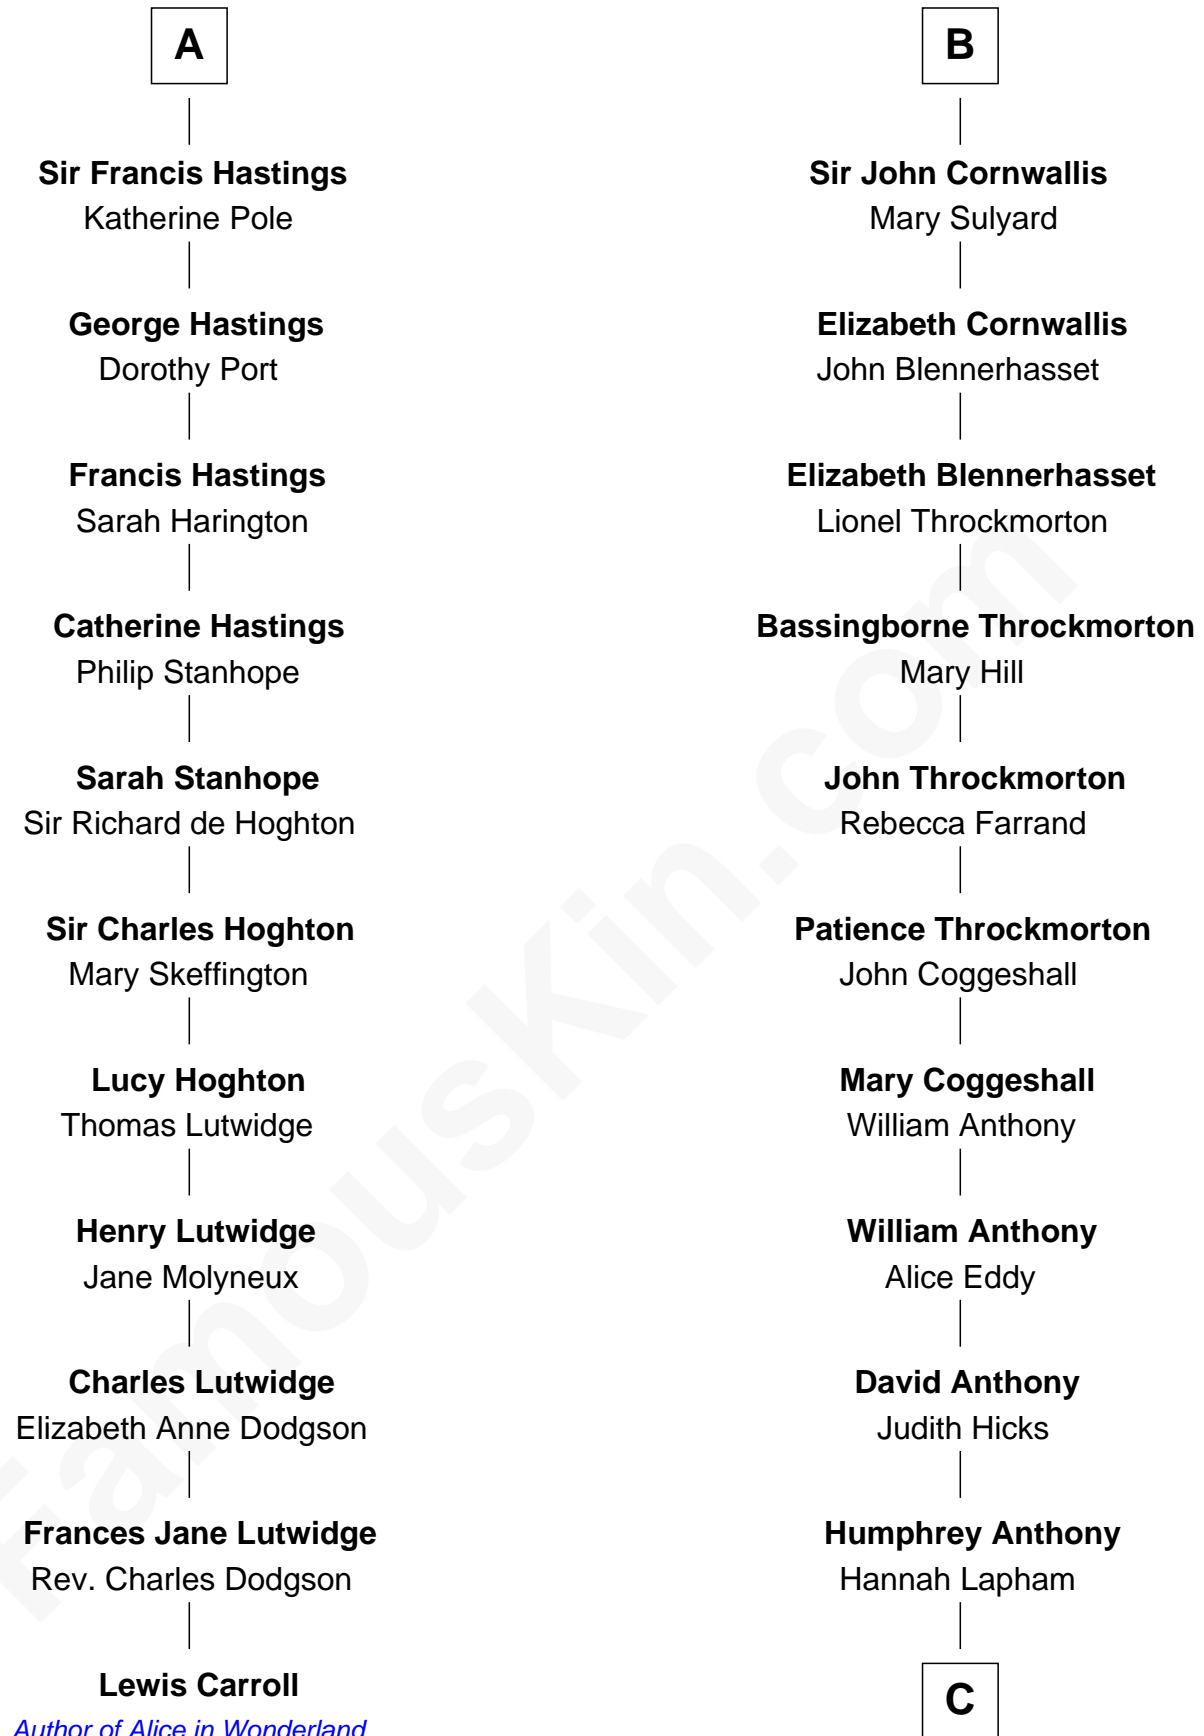 A
Sir Francis Hastings
Katherine Pole
George Hastings
Dorothy Port
Francis Hastings
Sarah Harington
Catherine Hastings
Philip Stanhope
Sarah Stanhope
Sir Richard de Hoghton
Sir Charles Hoghton
Mary Skeffington
Lucy Hoghton
Thomas Lutwidge
Henry Lutwidge
Jane Molyneux
Charles Lutwidge
Elizabeth Anne Dodgson
Frances Jane Lutwidge
Rev. Charles Dodgson
Lewis Carroll
Author of Alice in Wonderland
B
Sir John Cornwallis
Mary Sulyard
Elizabeth Cornwallis
John Blennerhasset
Elizabeth Blennerhasset
Lionel Throckmorton
Bassingborne Throckmorton
Mary Hill
John Throckmorton
Rebecca Farrand
Patience Throckmorton
John Coggeshall
Mary Coggeshall
William Anthony
William Anthony
Alice Eddy
David Anthony
Judith Hicks
Humphrey Anthony
Hannah Lapham
C
FamousKin.com